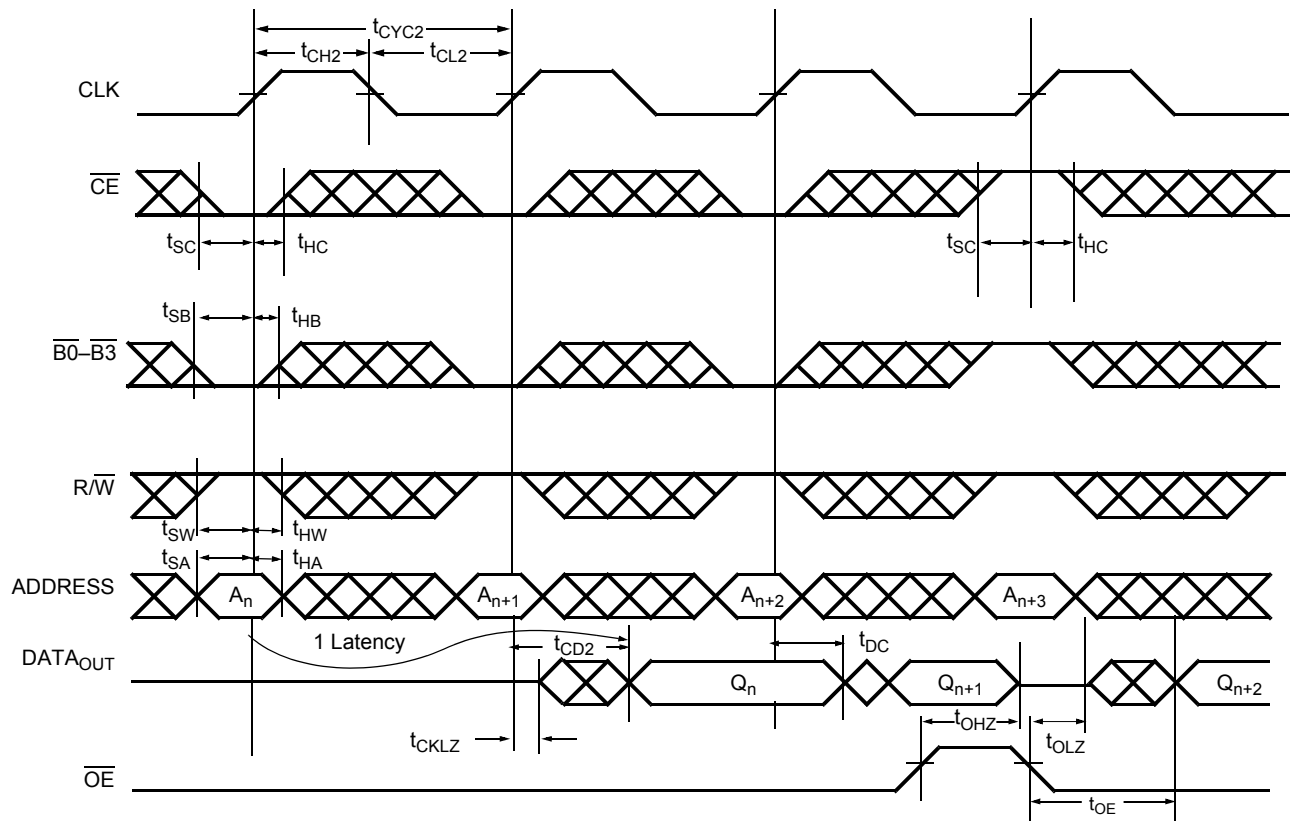 tCYC2
tCH2 tCL2
CLK
CE
tSC tHC tSC tHC
tSB tHB
B0–B3
R/W
tSW tHW
tSA tHA
ADDRESS An An+1 An+2 An+3
1 Latency tCD2 tDC
DATAOUT Qn Qn+1 Qn+2
tOHZ
tCKLZ tOLZ
OE
tOE